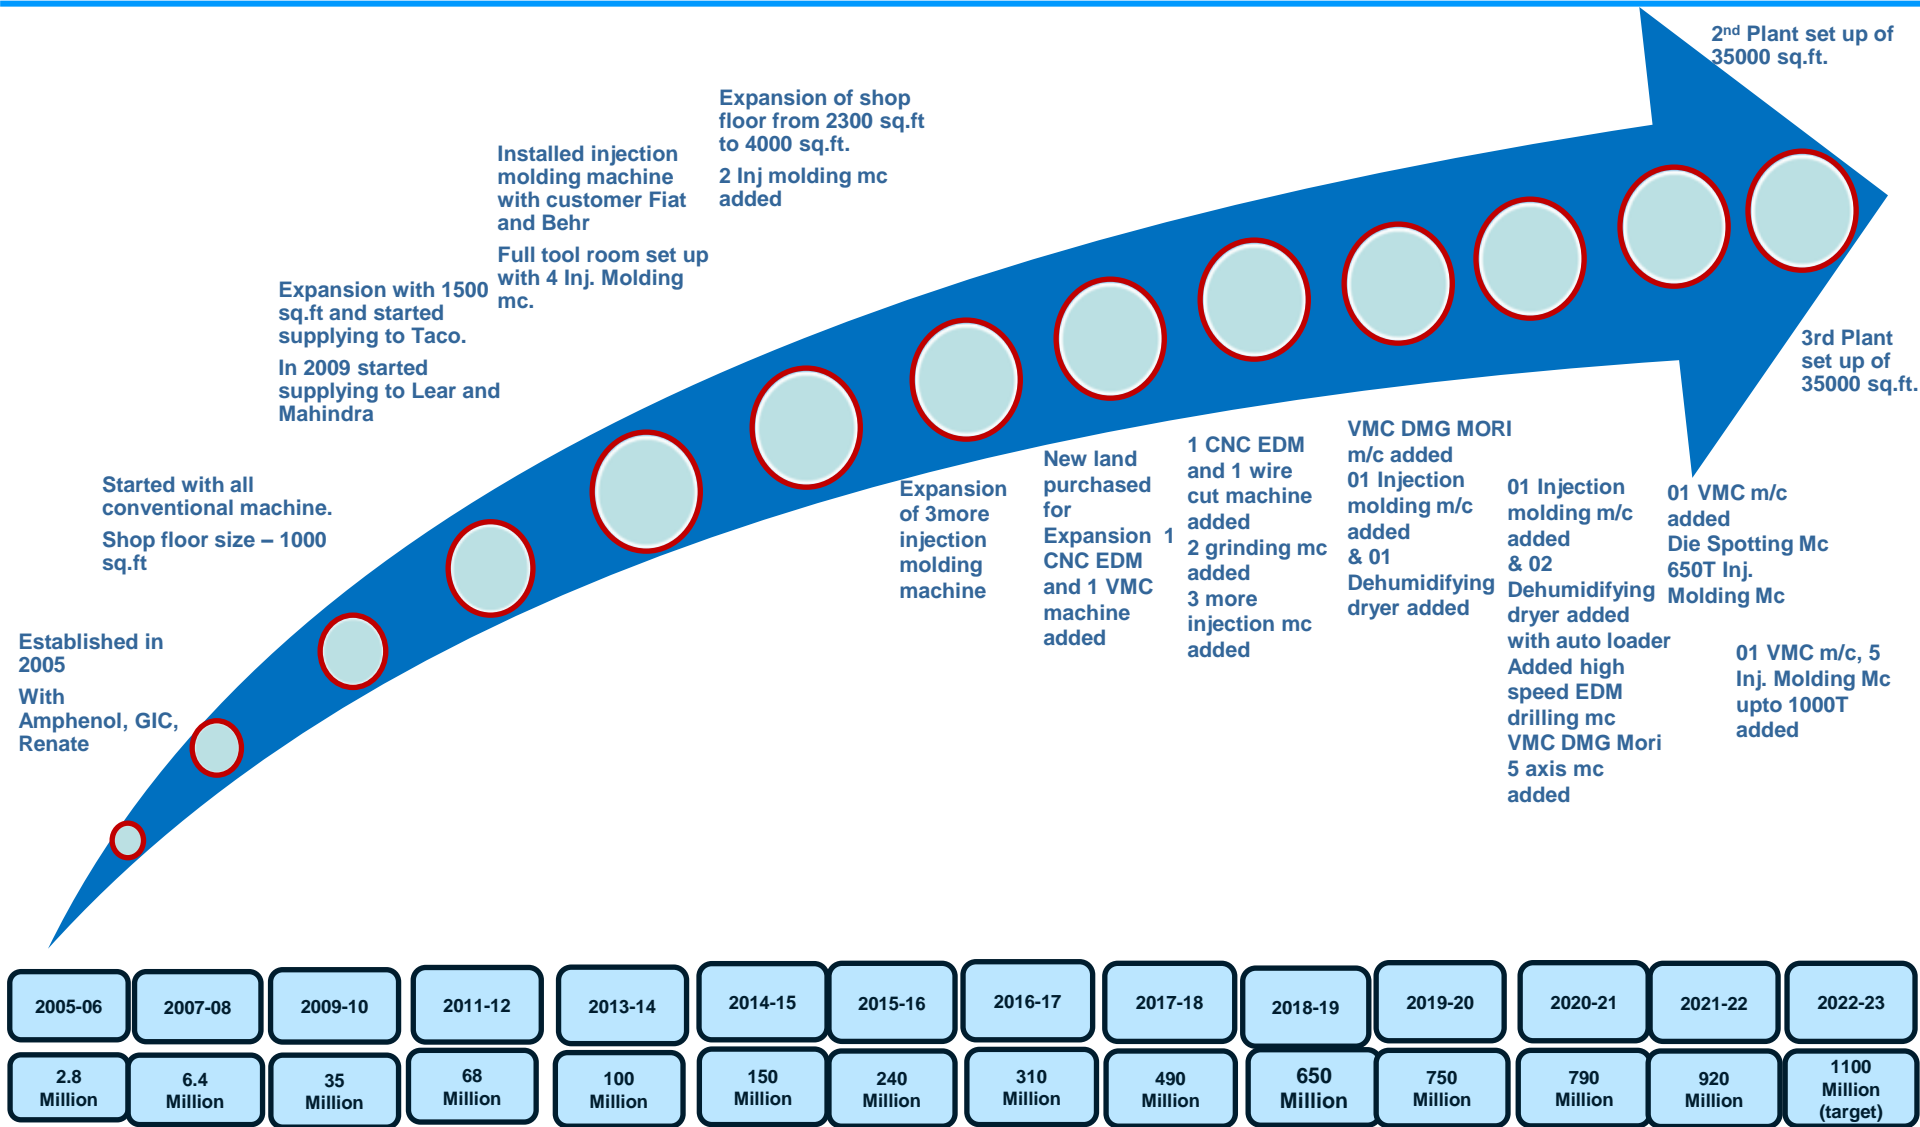 Established in
2005
With
Amphenol, GIC,
Renate
Started with all
conventional machine.
Shop floor size – 1000
sq.ft
Expansion with 1500
sq.ft and started
supplying to Taco.
In 2009 started
supplying to Lear and
Mahindra
Installed injection
molding machine
with customer Fiat
and Behr
Full tool room set up
with 4 Inj. Molding
mc.
Expansion of shop
floor from 2300 sq.ft
to 4000 sq.ft.
2 Inj molding mc
added
Expansion
of 3more
injection
molding
machine
New land
purchased
for
Expansion 1
CNC EDM
and 1 VMC
machine
added
1 CNC EDM
and 1 wire
cut machine
added
2 grinding mc
added
3 more
injection mc
added
VMC DMG MORI
m/c added
01 Injection
molding m/c
added
& 01
Dehumidifying
dryer added
01 Injection
molding m/c
added
& 02
Dehumidifying
dryer added
with auto loader
Added high
speed EDM
drilling mc
VMC DMG Mori
5 axis mc
added
01 VMC m/c
added
Die Spotting Mc
650T Inj.
Molding Mc
01 VMC m/c, 5
Inj. Molding Mc
upto 1000T
added
2nd Plant set up of
35000 sq.ft.
3rd Plant
set up of
35000 sq.ft.
2005-06
2007-08
2009-10
2011-12
2013-14
2014-15
2015-16
2016-17
2017-18
2018-19
2019-20
2020-21
2021-22
2022-23
2.8
Million
6.4
Million
35
Million
68
Million
100
Million
150
Million
240
Million
310
Million
490
Million
650
Million
750
Million
790
Million
920
Million
1100
Million
(target)